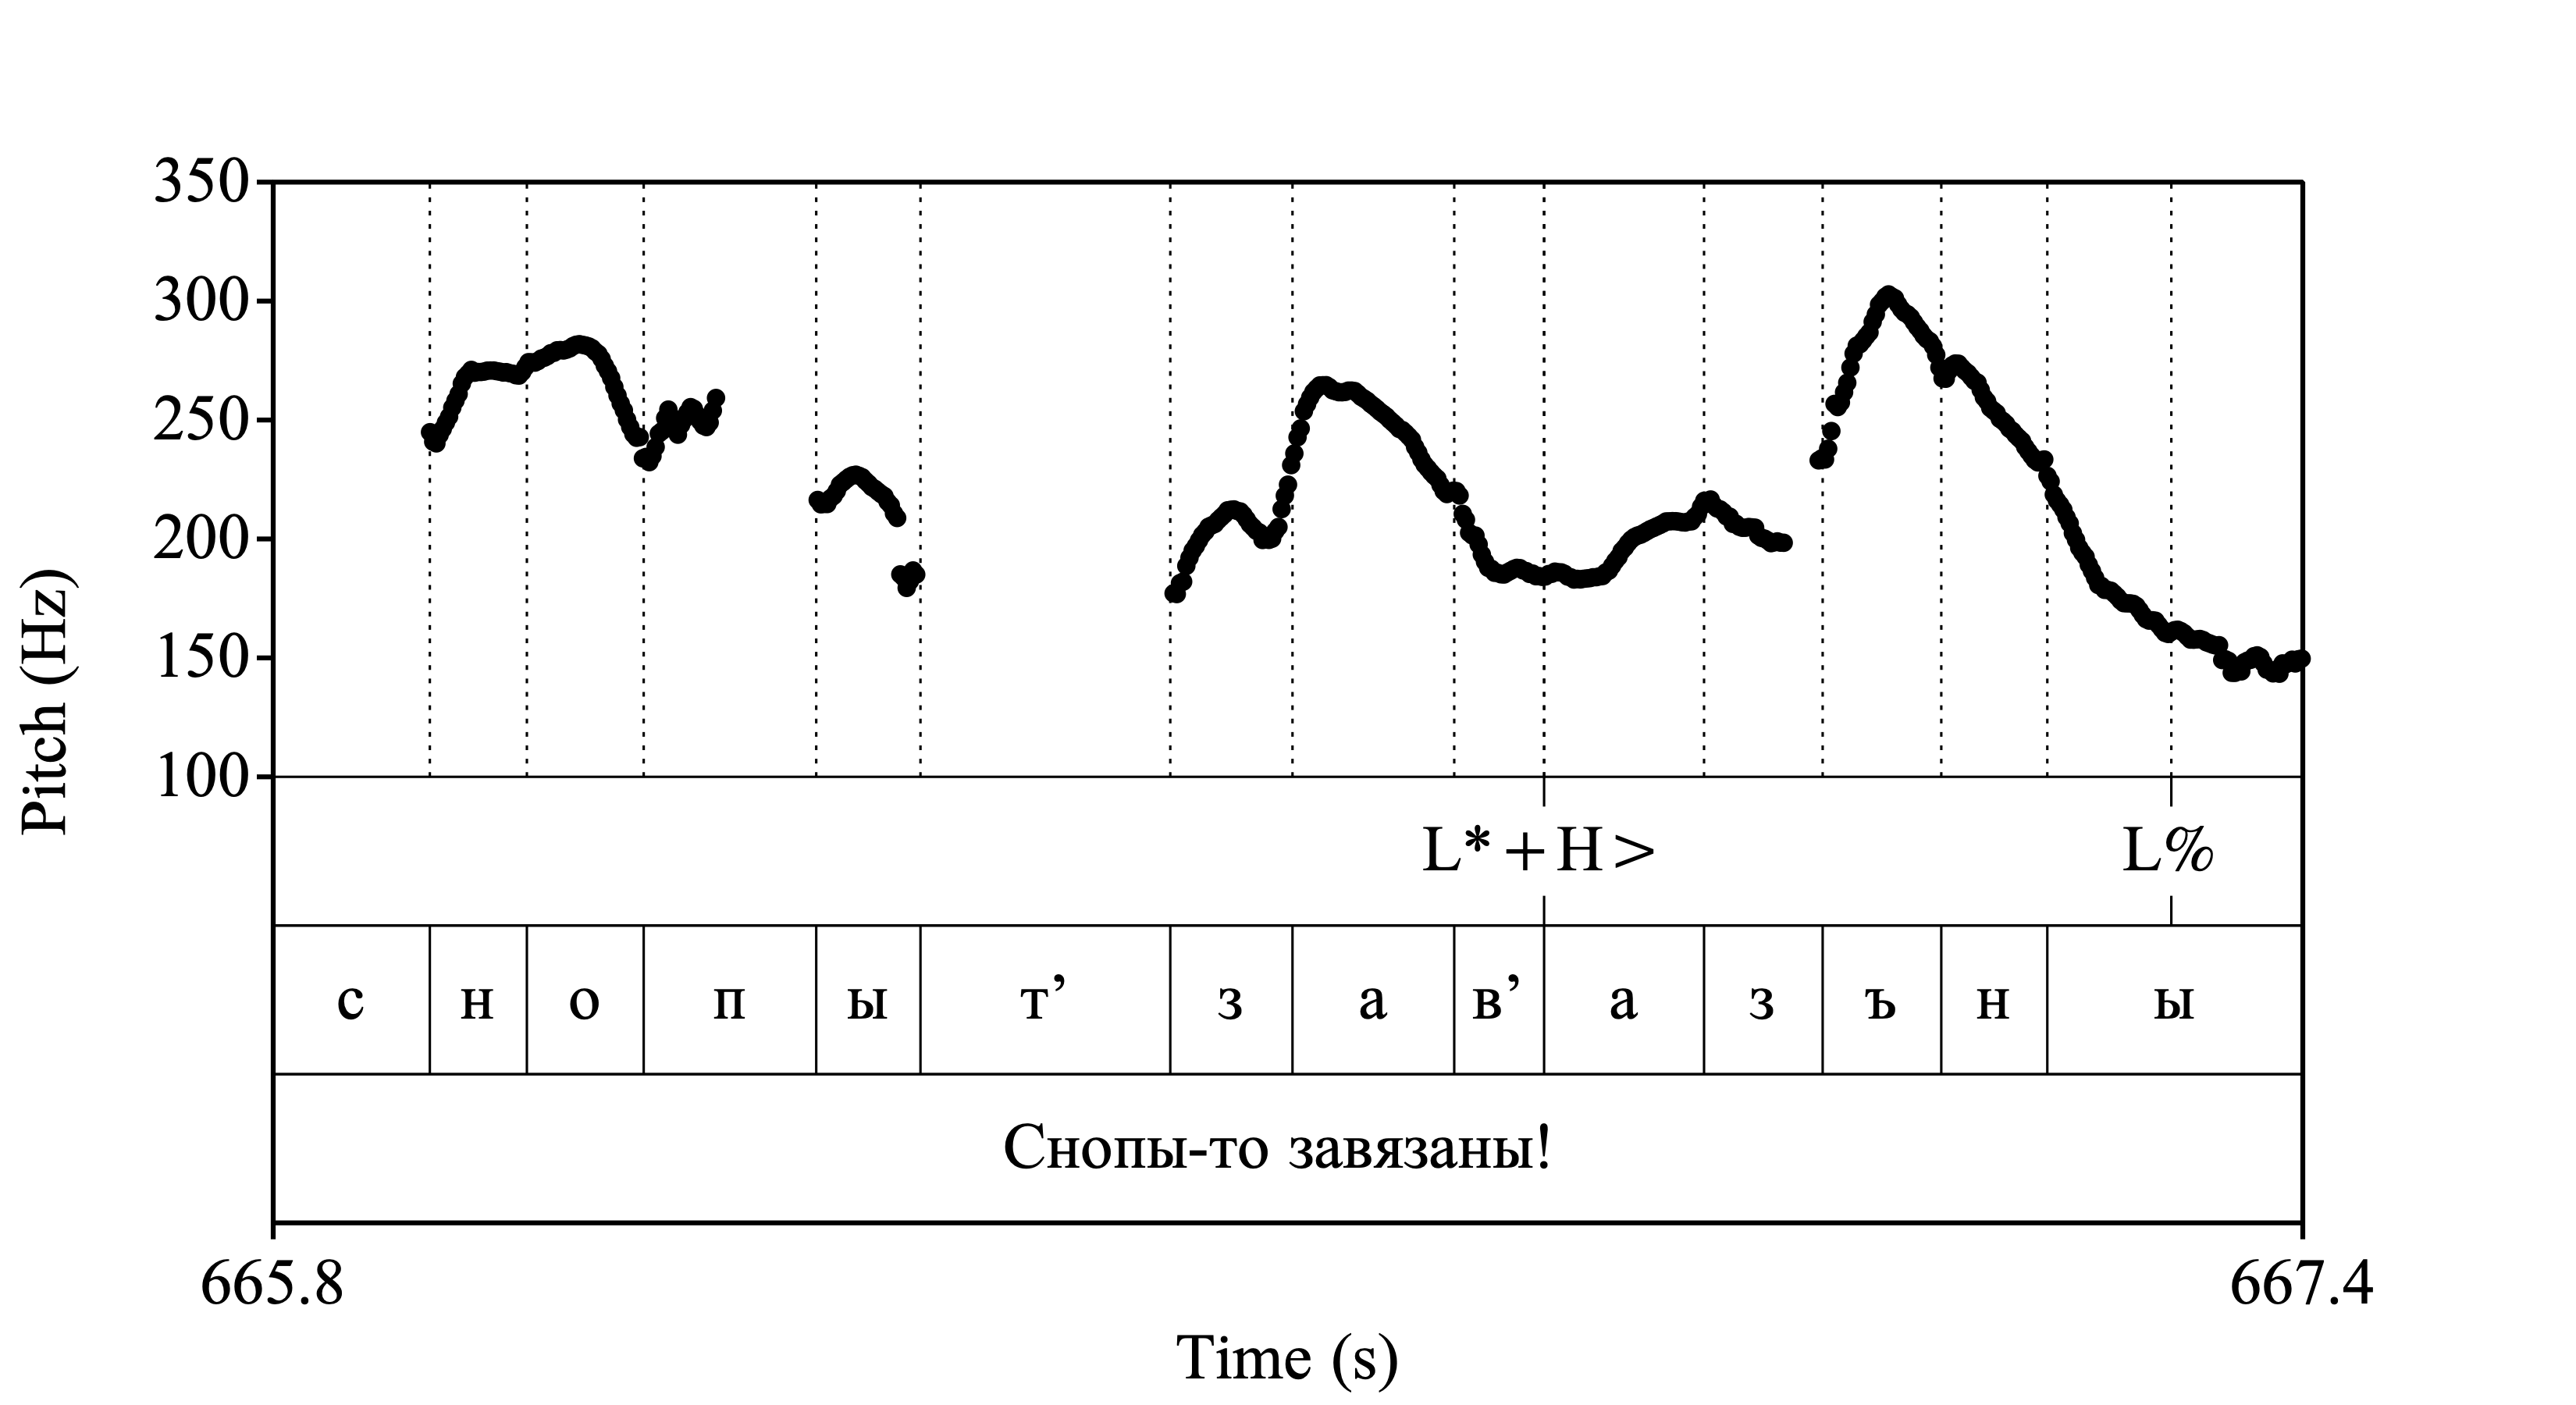 350
300
250
200
150
100
Pitch (Hz)
L*+H> L%
с н о п ы т’ з а в’ а з ъ н ы
Снопы-то завязаны!
665.8 667.4
Time (s)